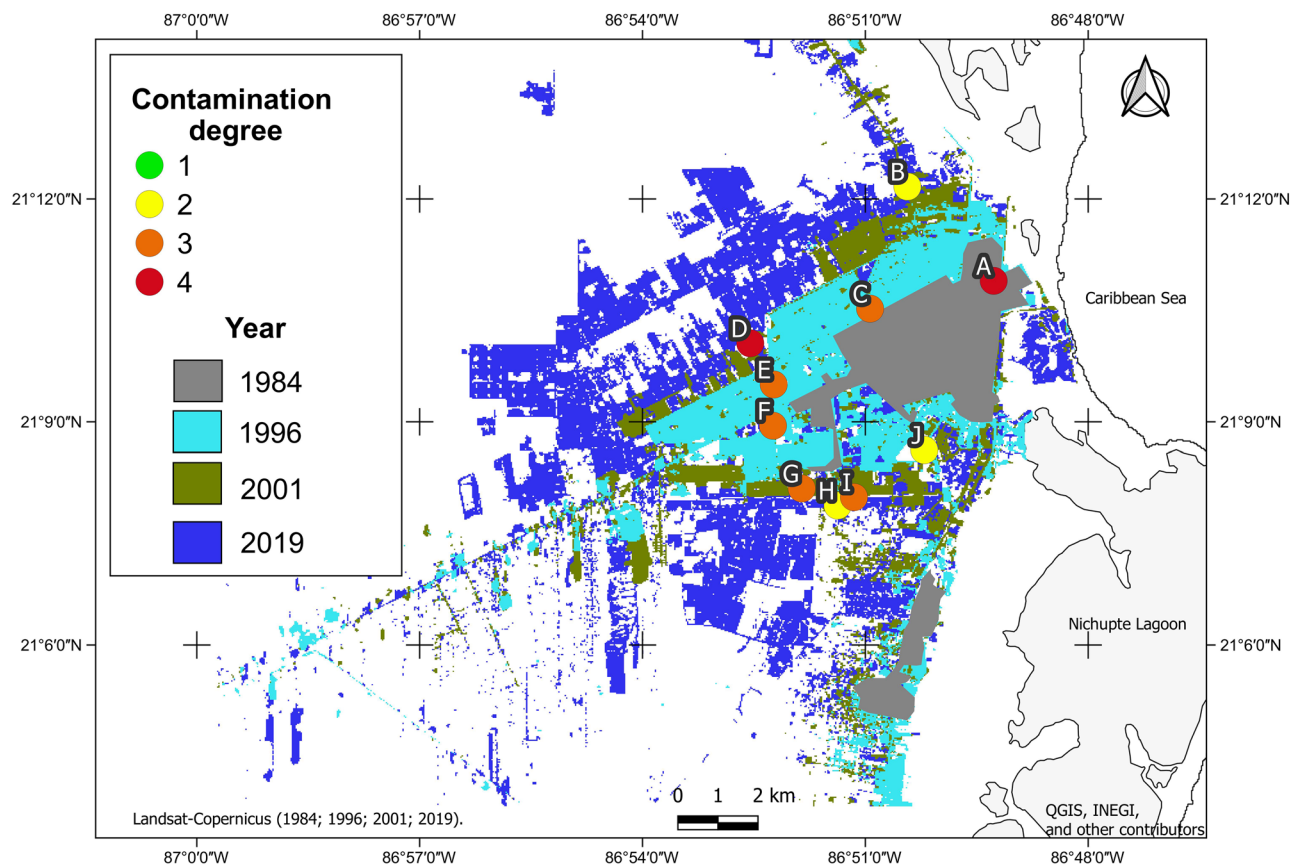 87°0′0″W 86°57′0″W 86°54′0″W 86°51′0″W 86°48′0″W
Contamination
degree
1
2
3
4
Year
1984
1996
2001
2019
21°12′0″N
21°9′0″N
21°6′0″N
B
A
C
D
E
F
J
G
I
H
Caribbean Sea
Nichupte Lagoon
21°12′0″N
21°9′0″N
21°6′0″N
0 1 2 km
Landsat-Copernicus (1984; 1996; 2001; 2019).
QGIS, INEGI,
and other contributors
87°0′0″W 86°57′0″W 86°54′0″W 86°51′0″W 86°48′0″W